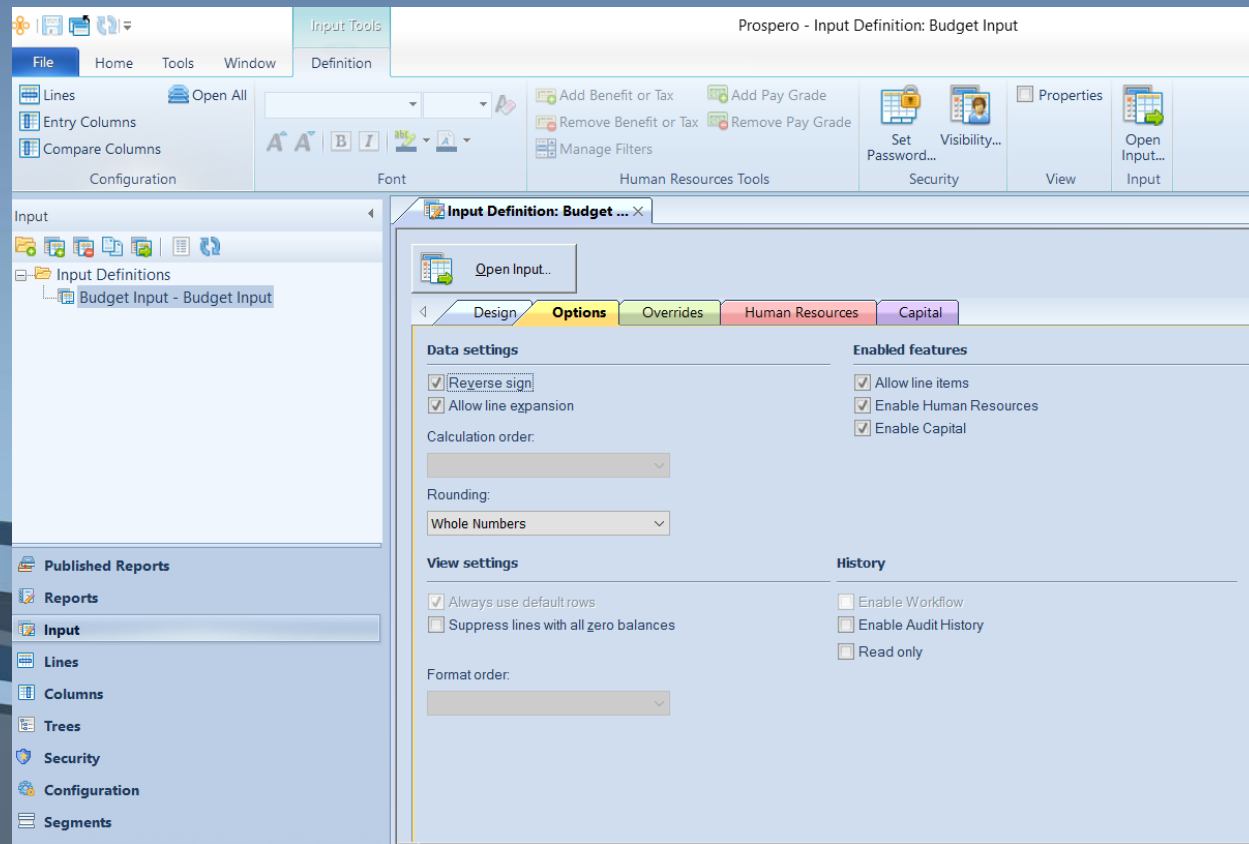 Input Tools
Prospero - Input Definition: Budget Input
File
Home
Tools
Window
Definition
Lines
Open All
Entry Columns
Compare Columns
Configuration
A A B I abc A
Font
Add Benefit or Tax
Add Pay Grade
Remove Benefit or Tax
Remove Pay Grade
Manage Filters
Human Resources Tools
Set
Password...
Visibility...
Security
Properties
View
Open
Input...
Input
Input
Input Definitions
Budget Input - Budget Input
Published Reports
Reports
Input
Lines
Columns
Trees
Security
Configuration
Segments
Input Definition: Budget ...
Open Input...
Design
Options
Overrides
Human Resources
Capital
Data settings
Reverse sign
Allow line expansion
Calculation order:
Rounding:
Whole Numbers
Enabled features
Allow line items
Enable Human Resources
Enable Capital
View settings
Always use default rows
Suppress lines with all zero balances
Format order:
History
Enable Workflow
Enable Audit History
Read only